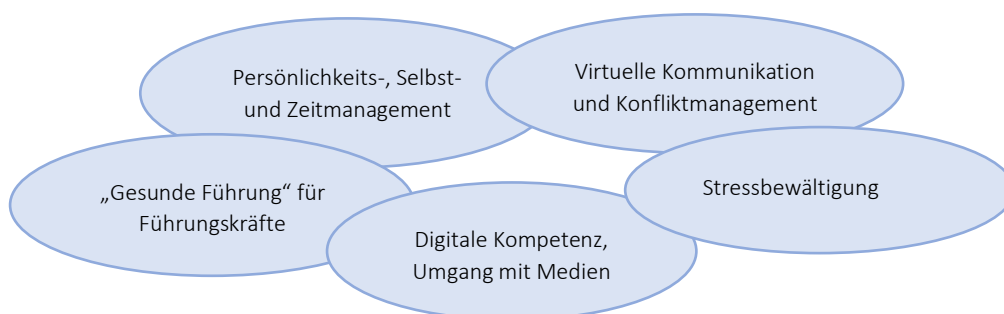 Persönlichkeits-, Selbst-
und Zeitmanagement
Virtuelle Kommunikation
und Konfliktmanagement
„Gesunde Führung“ für
Führungskräfte
Digitale Kompetenz,
Umgang mit Medien
Stressbewältigung